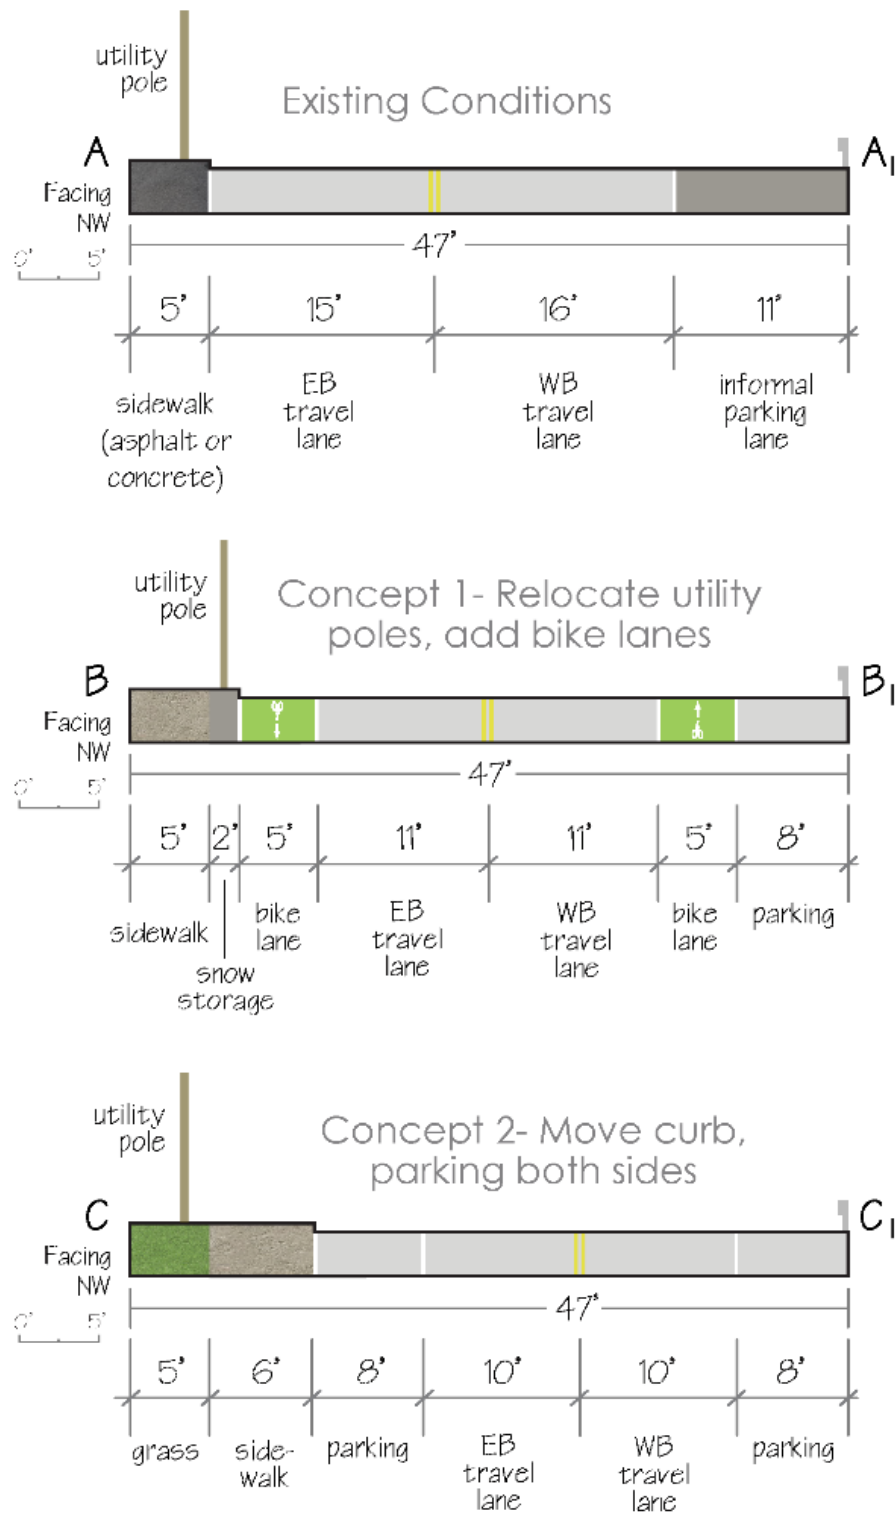 utility
pole
Existing Conditions
A
A1
Facing
NW
0' 5'
47'
5' 15' 16' 11'
sidewalk
(asphalt or
concrete)
EB
travel
lane
WB
travel
lane
informal
parking
lane
utility
pole
Concept 1- Relocate utility
poles, add bike lanes
B
B1
Facing
NW
0' 5'
47'
5' 2' 5' 11' 11' 5' 8'
sidewalk
snow
storage
bike
lane
EB
travel
lane
WB
travel
lane
bike
lane
parking
utility
pole
Concept 2- Move curb,
parking both sides
C
C1
Facing
NW
0' 5'
47'
5' 6' 8' 10' 10' 8'
grass
side-
walk
parking
EB
travel
lane
WB
travel
lane
parking